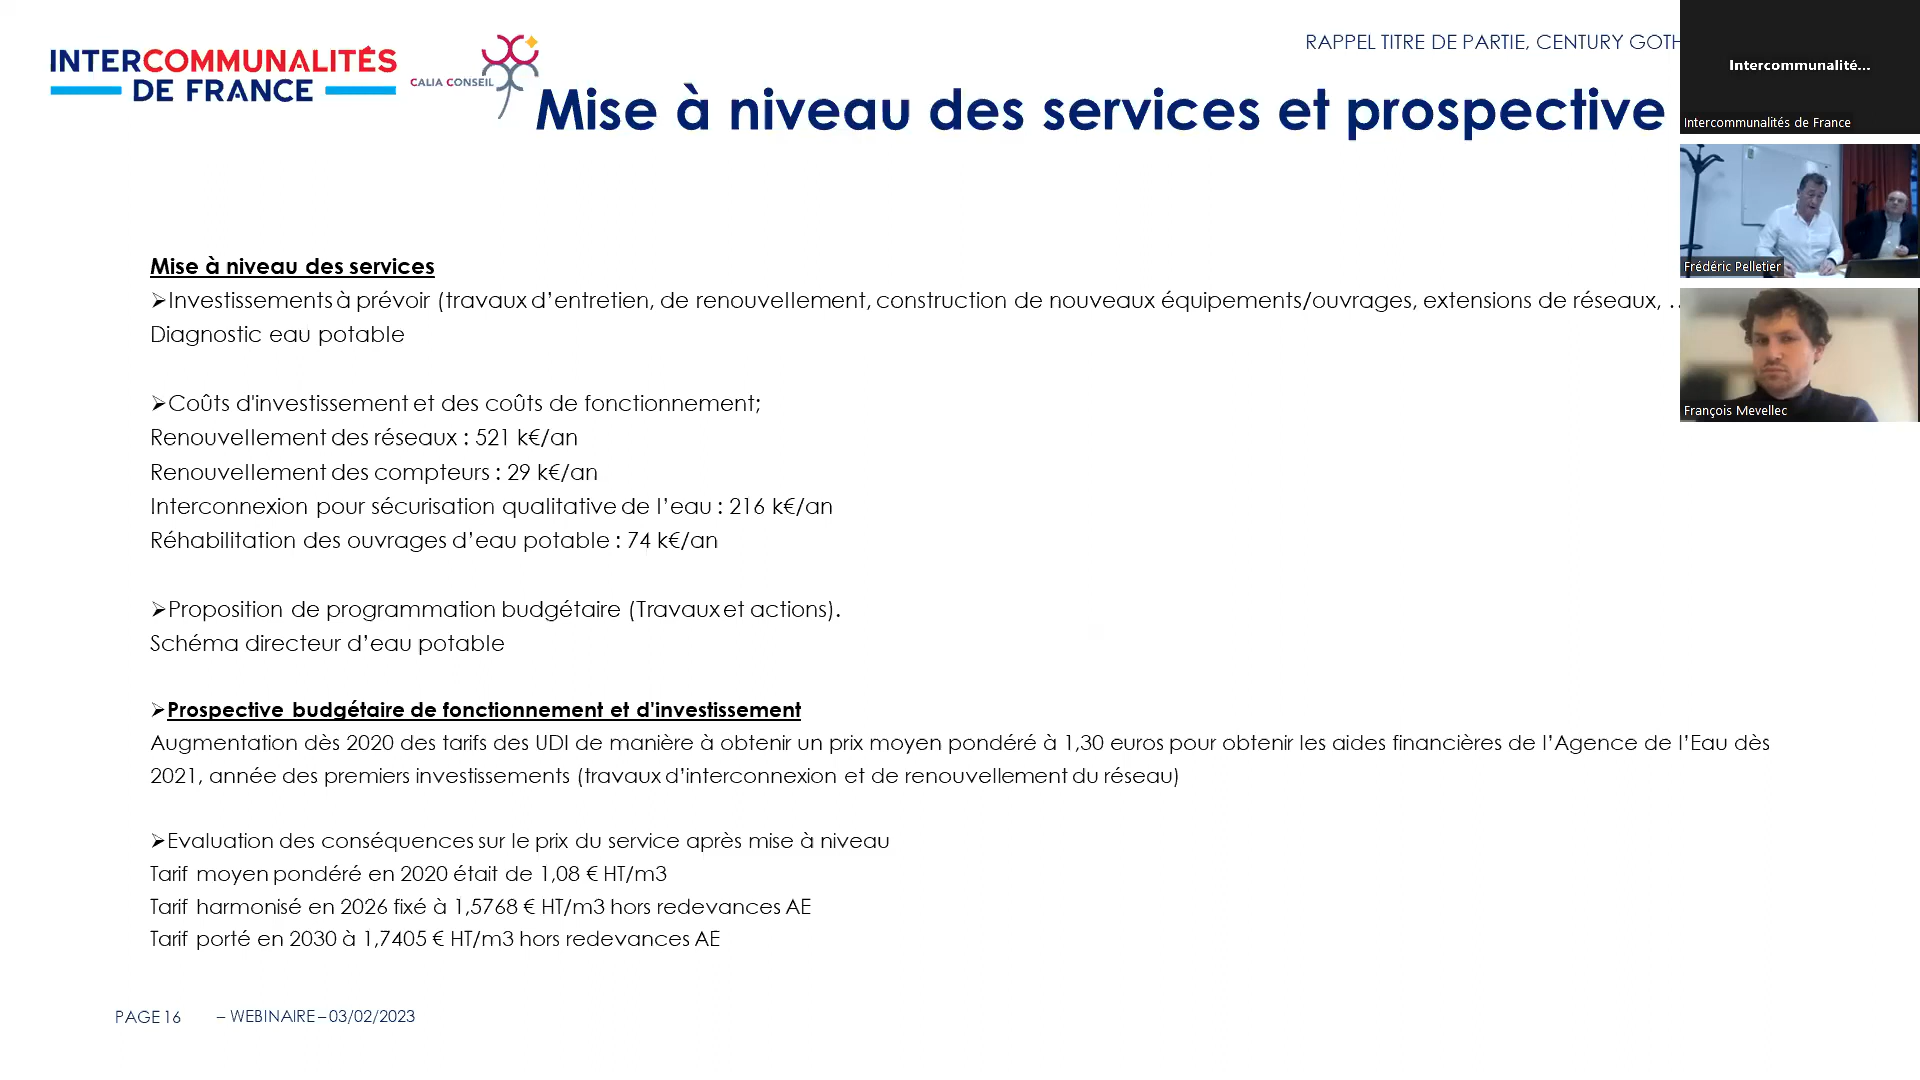 INTERCOMMUNALITÉS
DE FRANCE
CALIA CONSEIL
RAPPEL TITRE DE PARTIE, CENTURY GOTH
Mise à niveau des services et prospective
Intercommunalité...
Intercommunalités de France
Frédéric Pelletier
François Mevellec
Mise à niveau des services
➢Investissements à prévoir (travaux d’entretien, de renouvellement, construction de nouveaux équipements/ouvrages, extensions de réseaux, ..
Diagnostic eau potable
➢Coûts d'investissement et des coûts de fonctionnement;
Renouvellement des réseaux : 521 k€/an
Renouvellement des compteurs : 29 k€/an
Interconnexion pour sécurisation qualitative de l’eau : 216 k€/an
Réhabilitation des ouvrages d’eau potable : 74 k€/an
➢Proposition de programmation budgétaire (Travaux et actions).
Schéma directeur d’eau potable
➢Prospective budgétaire de fonctionnement et d'investissement
Augmentation dès 2020 des tarifs des UDI de manière à obtenir un prix moyen pondéré à 1,30 euros pour obtenir les aides financières de l’Agence de l’Eau dès
2021, année des premiers investissements (travaux d’interconnexion et de renouvellement du réseau)
➢Evaluation des conséquences sur le prix du service après mise à niveau
Tarif moyen pondéré en 2020 était de 1,08 € HT/m3
Tarif harmonisé en 2026 fixé à 1,5768 € HT/m3 hors redevances AE
Tarif porté en 2030 à 1,7405 € HT/m3 hors redevances AE
PAGE 16 – WEBINAIRE – 03/02/2023